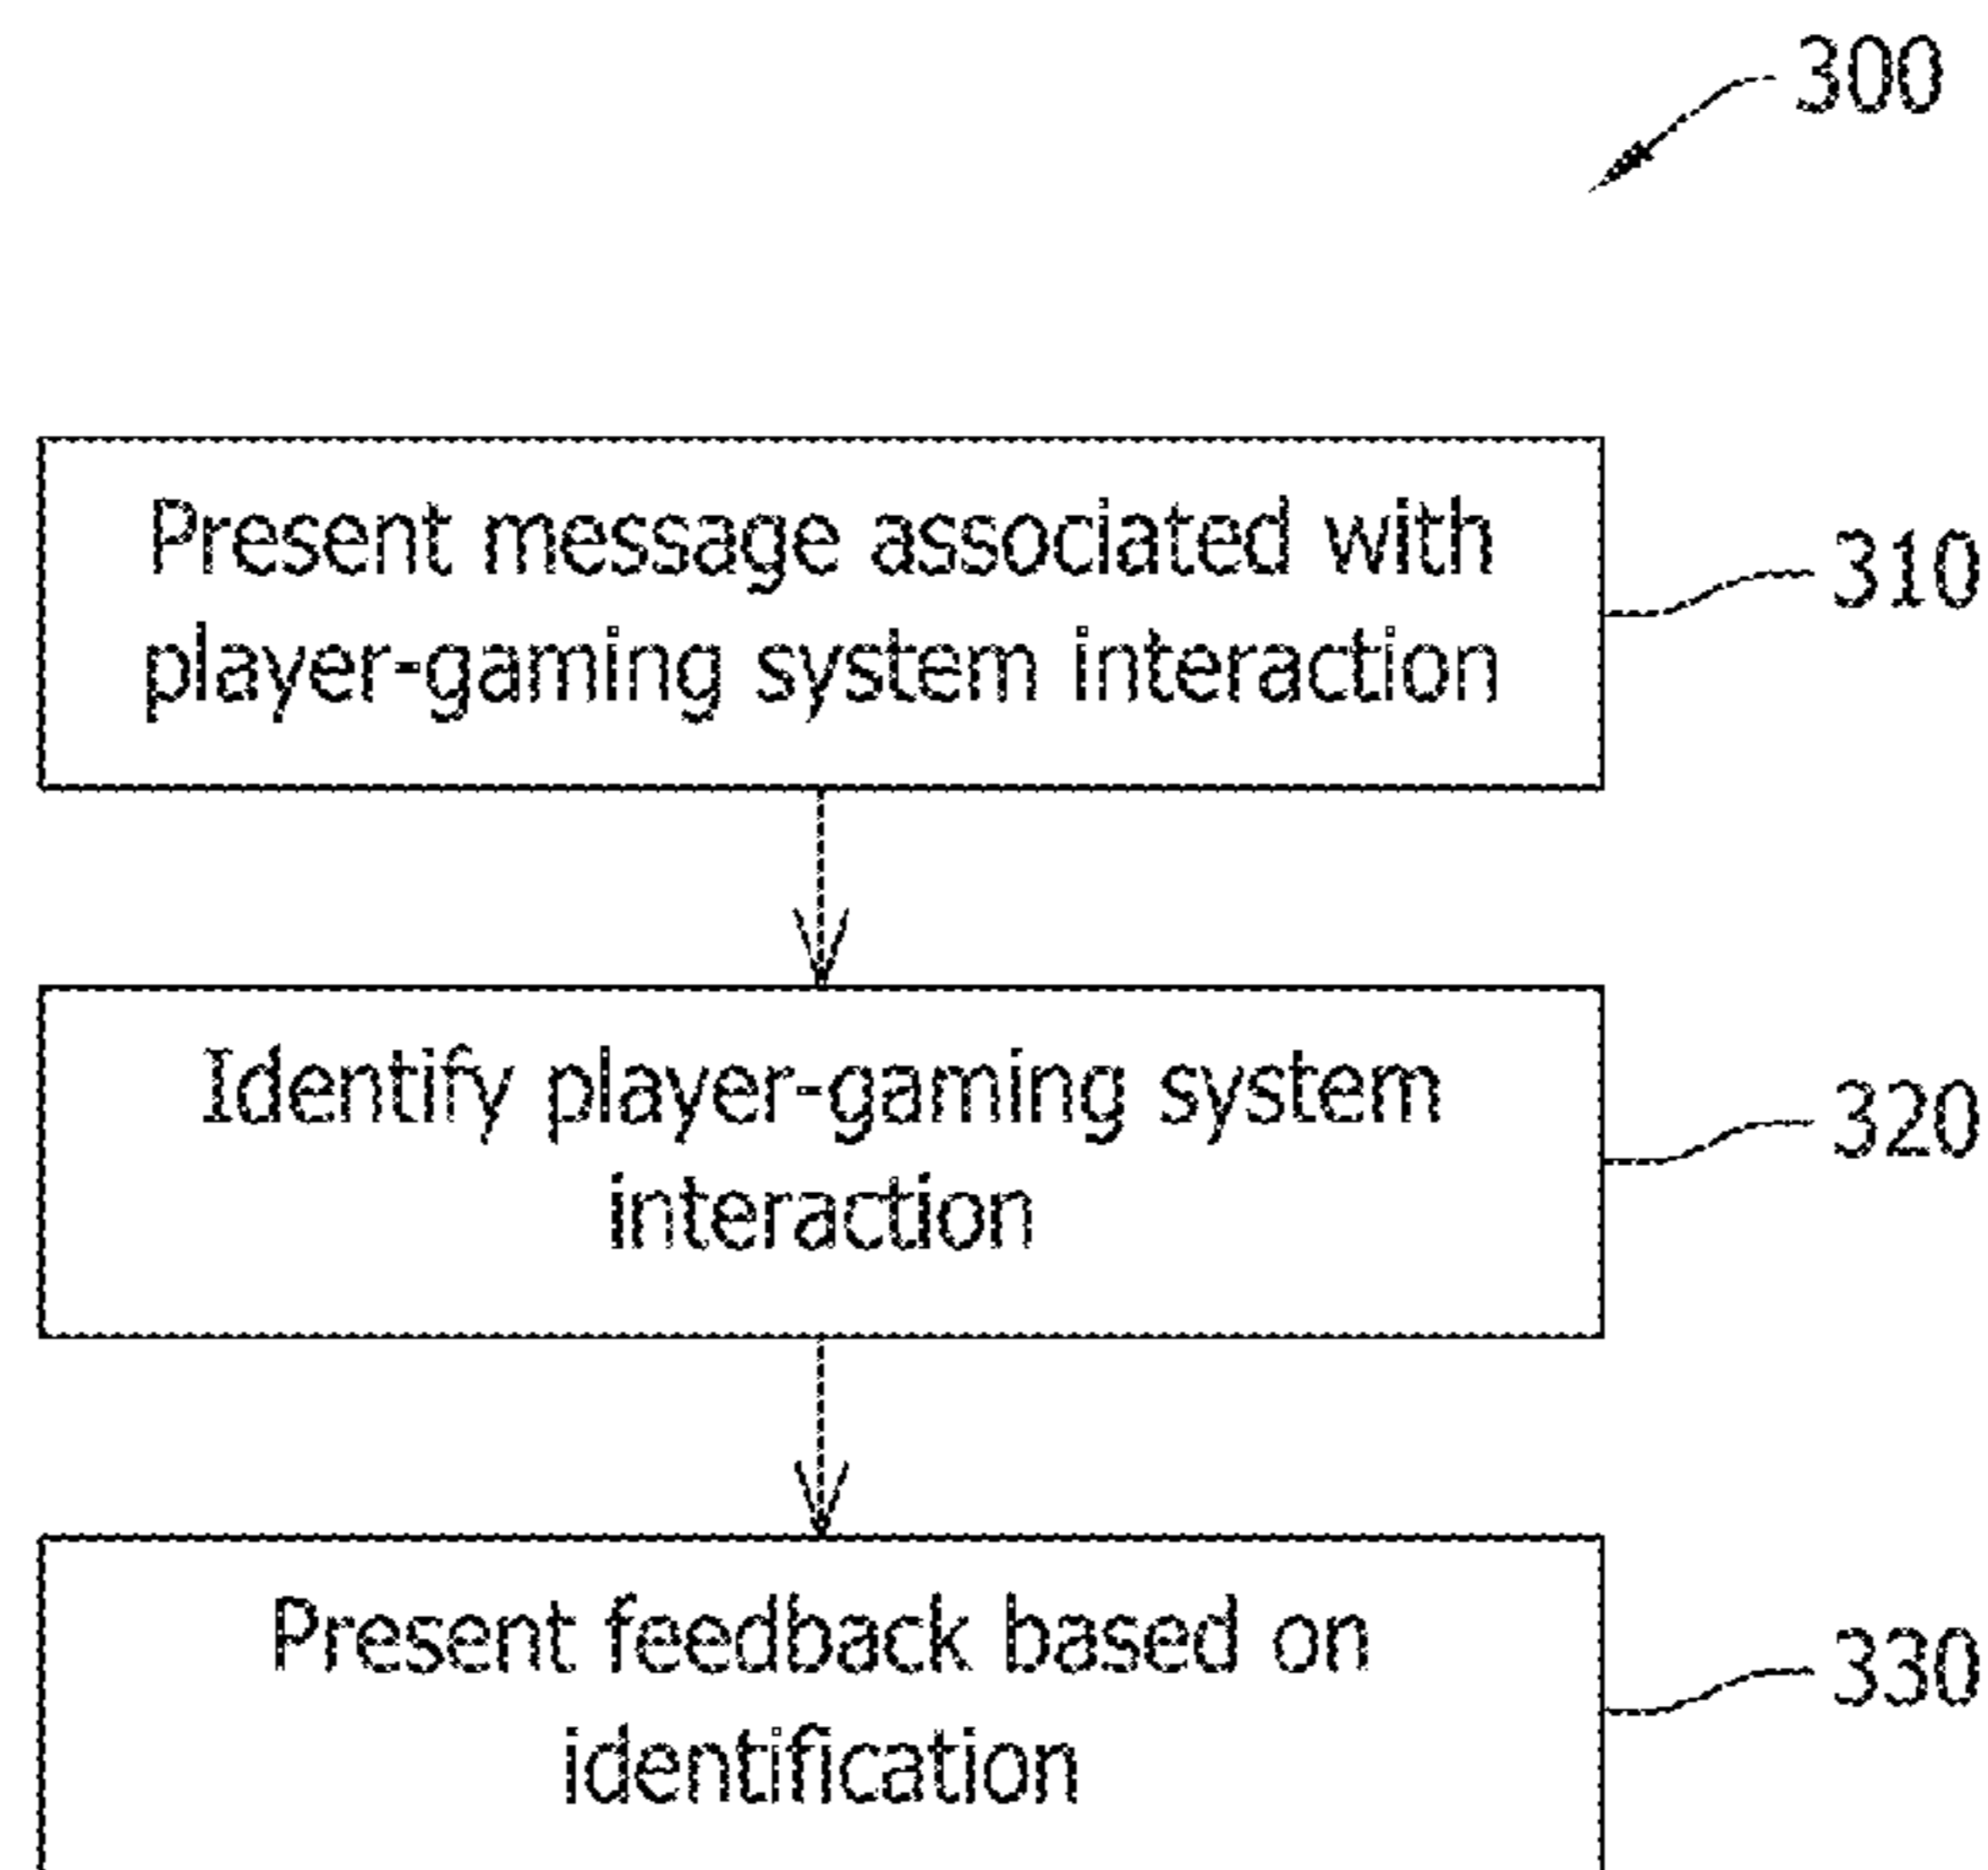 300
Present message associated with
player-gaming system interaction
310
Identify player-gaming system
interaction
320
Present feedback based on
identification
330